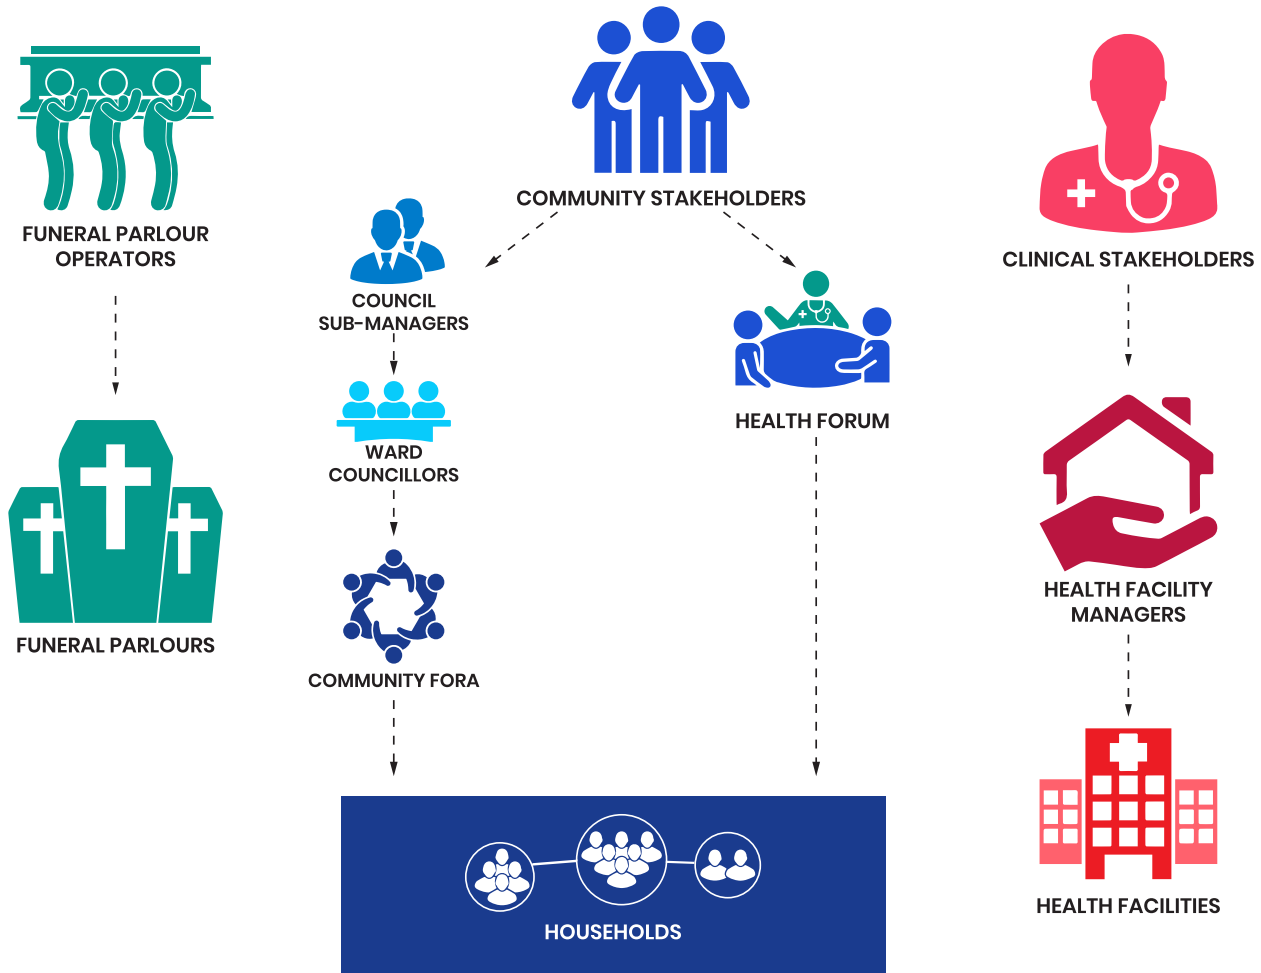 COMMUNITY STAKEHOLDERS
FUNERAL PARLOUR
OPERATORS
CLINICAL STAKEHOLDERS
COUNCIL
SUB-MANAGERS
HEALTH FORUM
WARD
COUNCILLORS
HEALTH FACILITY
MANAGERS
FUNERAL PARLOURS
COMMUNITY FORA
HEALTH FACILITIES
HOUSEHOLDS